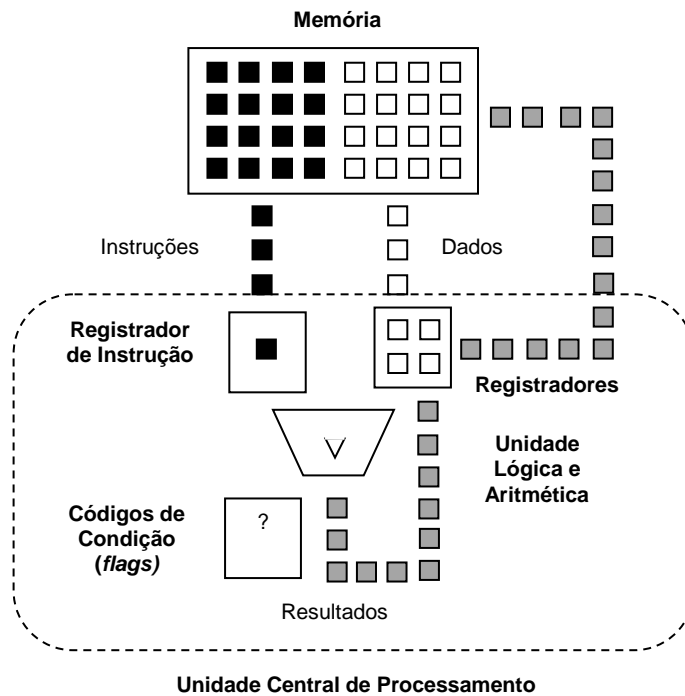 Memória
Instruções
Dados
Registrador
de Instrução
Registradores
Unidade
Lógica e
Aritmética
Códigos de
Condição
(flags)
?
Resultados
Unidade Central de Processamento